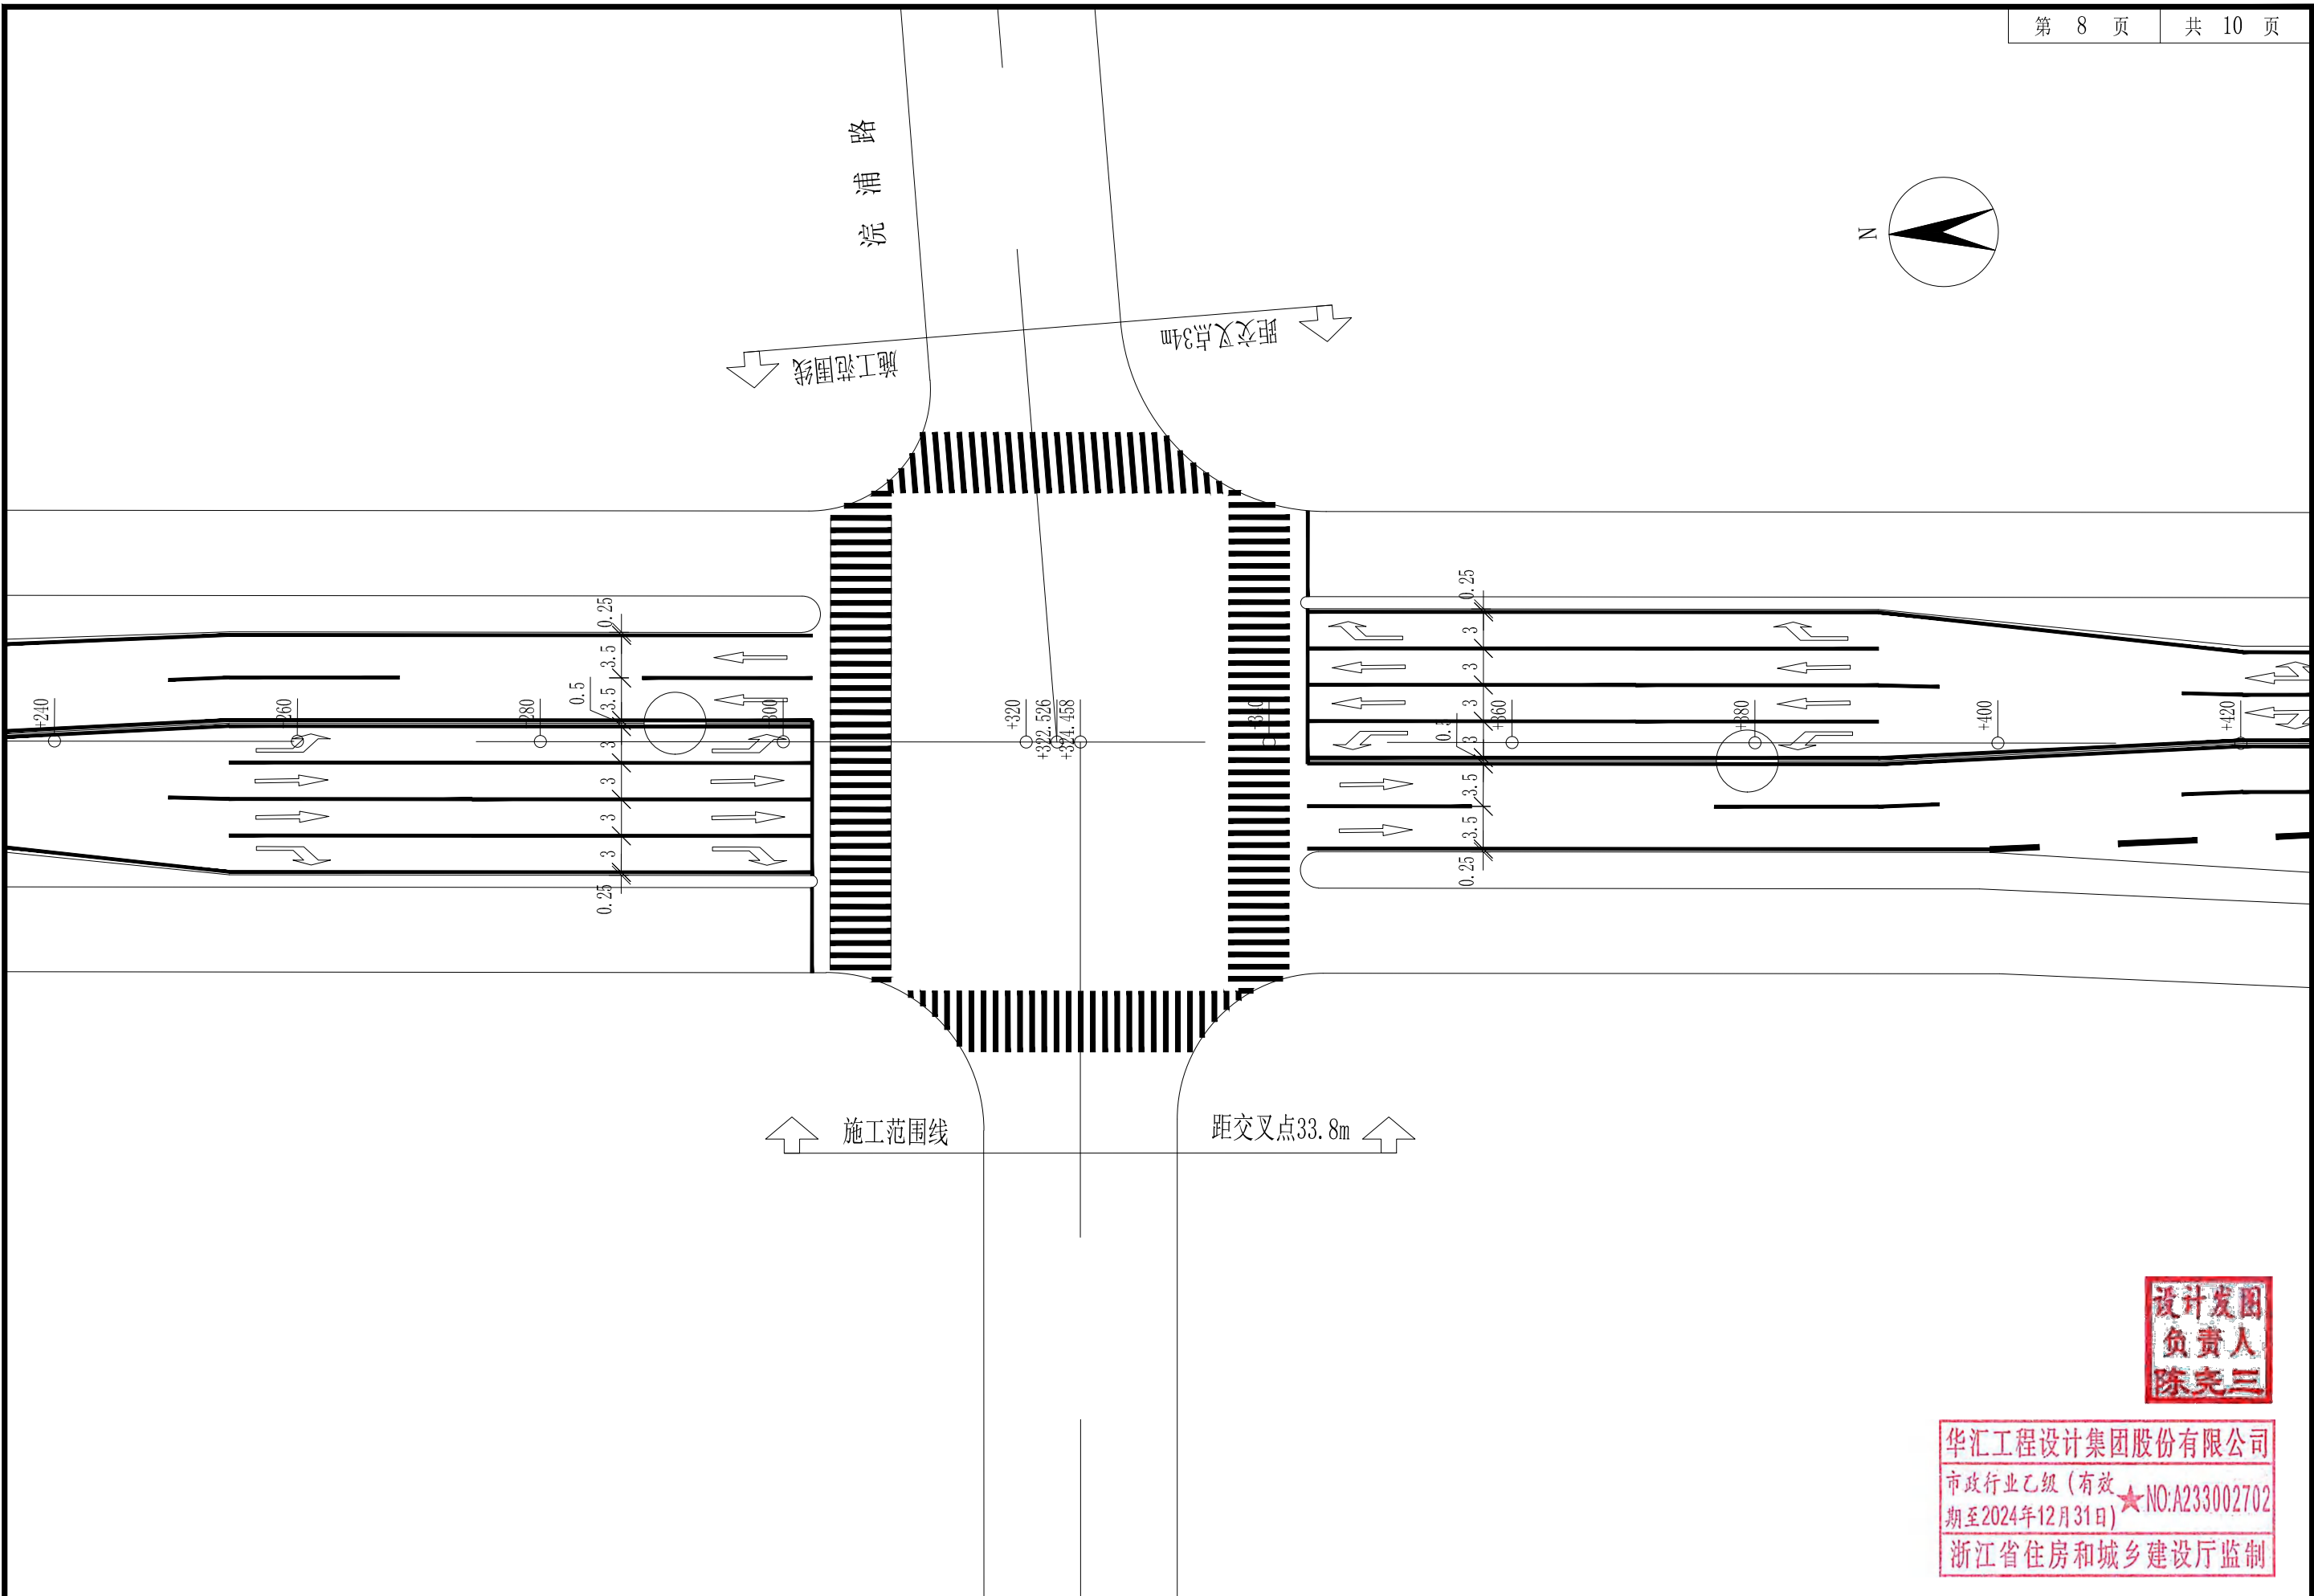 第 8 页 共 10 页
浣浦路
N
距交叉点34m
施工范围线
0.25
3.5
3.5
0.5
3
3
3
3
0.25
0.25
3
3
3
3
3.5
3.5
0.25
+240
+260
+280
+300
+320
+322.526
+324.458
+340
+360
+380
+400
+420
施工范围线
距交叉点33.8m
设计发图
负责人
陈尧三
华汇工程设计集团股份有限公司
市政行业乙级（有效
期至2024年12月31日）
★NO:A233002702
浙江省住房和城乡建设厅监制